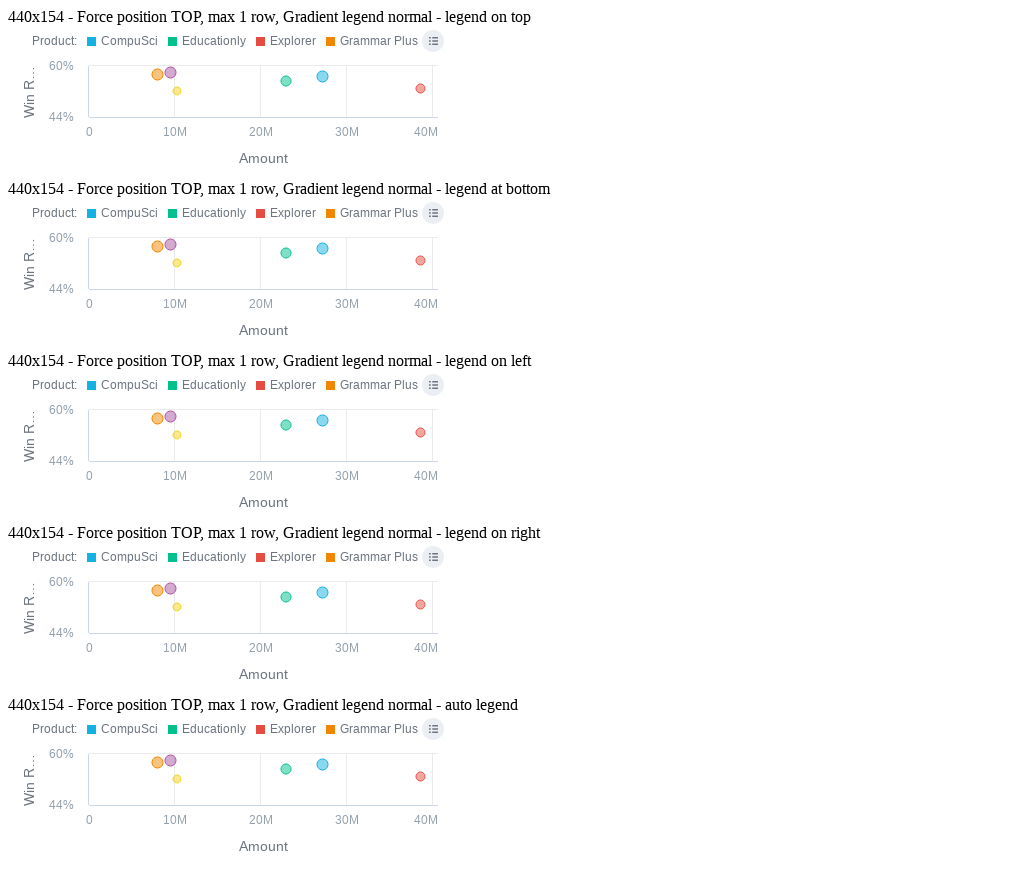 440x154 - Force position TOP, max 1 row, Gradient legend normal - legend on top
Product: CompuSci Educationly Explorer Grammar Plus
60%
Win R…
44%
0 10M 20M 30M 40M
Amount
440x154 - Force position TOP, max 1 row, Gradient legend normal - legend at bottom
Product: CompuSci Educationly Explorer Grammar Plus
60%
Win R…
44%
0 10M 20M 30M 40M
Amount
440x154 - Force position TOP, max 1 row, Gradient legend normal - legend on left
Product: CompuSci Educationly Explorer Grammar Plus
60%
Win R…
44%
0 10M 20M 30M 40M
Amount
440x154 - Force position TOP, max 1 row, Gradient legend normal - legend on right
Product: CompuSci Educationly Explorer Grammar Plus
60%
Win R…
44%
0 10M 20M 30M 40M
Amount
440x154 - Force position TOP, max 1 row, Gradient legend normal - auto legend
Product: CompuSci Educationly Explorer Grammar Plus
60%
Win R…
44%
0 10M 20M 30M 40M
Amount